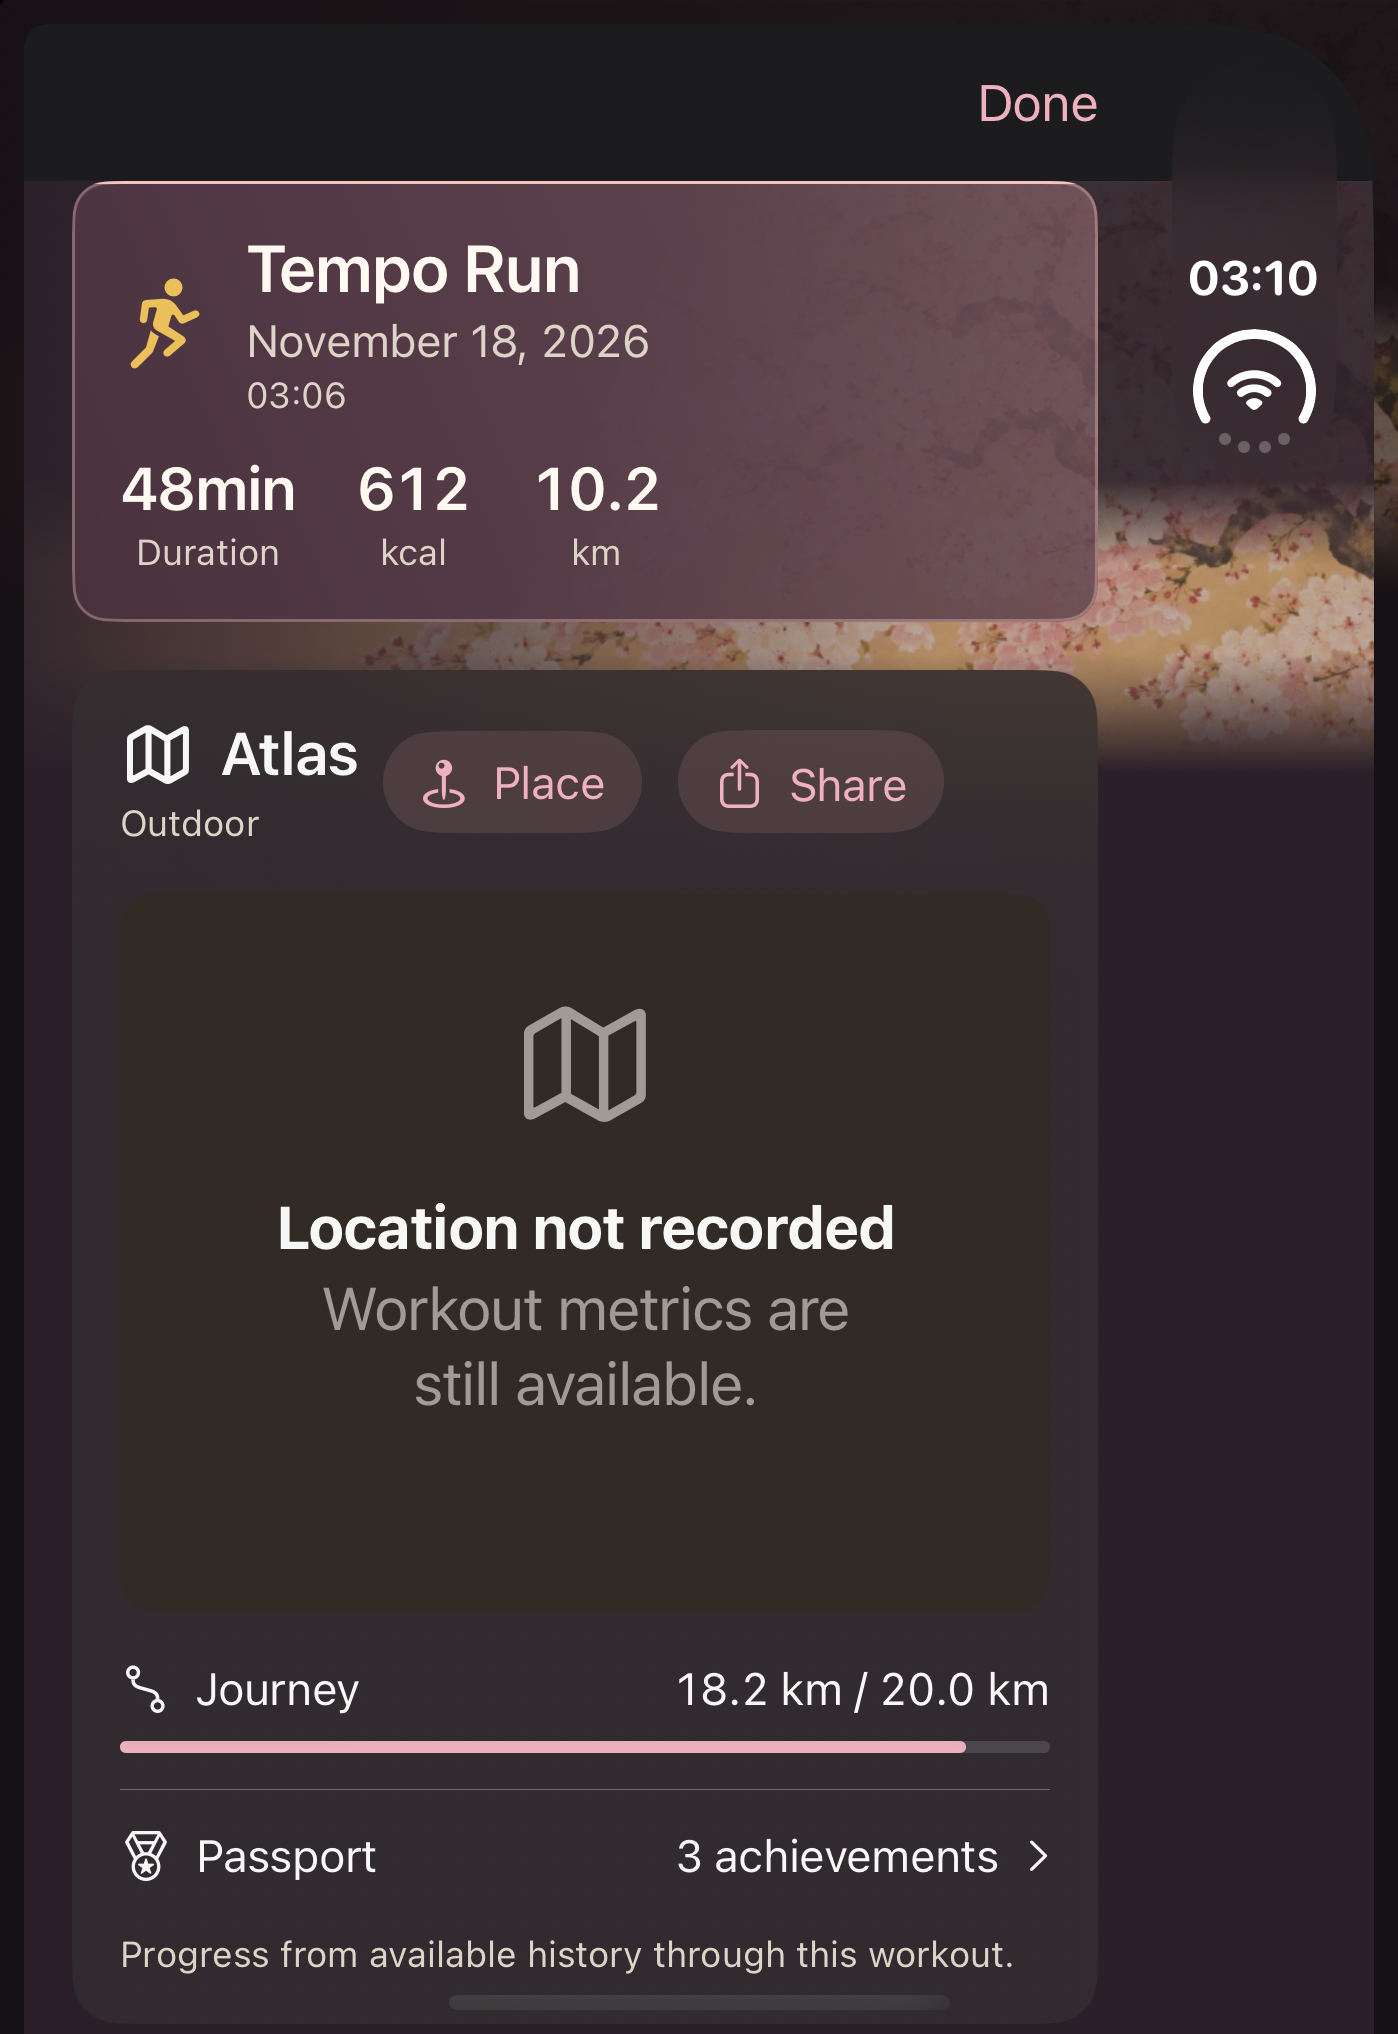 Done
Tempo Run
November 18, 2026
03:06
03:10
48min 612 10.2
Duration kcal km
Atlas
Place
Share
Outdoor
Location not recorded
Workout metrics are
still available.
Journey 18.2 km / 20.0 km
Passport 3 achievements
Progress from available history through this workout.